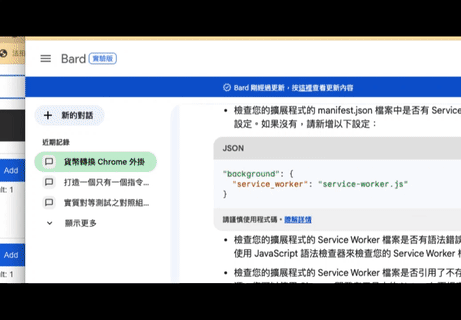 法拍
Bard 實驗版
Bard 剛經過更新，按這裡查看更新內容
+ 新的對話
近期記錄
貨幣轉換 Chrome 外掛
打造一個只有一個指令...
實質對等測試之對照組...
顯示更多
Add
lt: 1
Add
lt: 1
• 檢查您的擴展程式的 manifest.json 檔案中是否有 Servic
設定。如果沒有，請新增以下設定：
JSON
"background": {
"service_worker": "service-worker.js"
}
請謹慎使用程式碼。瞭解詳情
• 檢查您的擴展程式的 Service Worker 檔案是否有語法錯誤
使用 JavaScript 語法檢查器來檢查您的 Service Worker 檔
• 檢查您的擴展程式的 Service Worker 檔案是否引用了不存